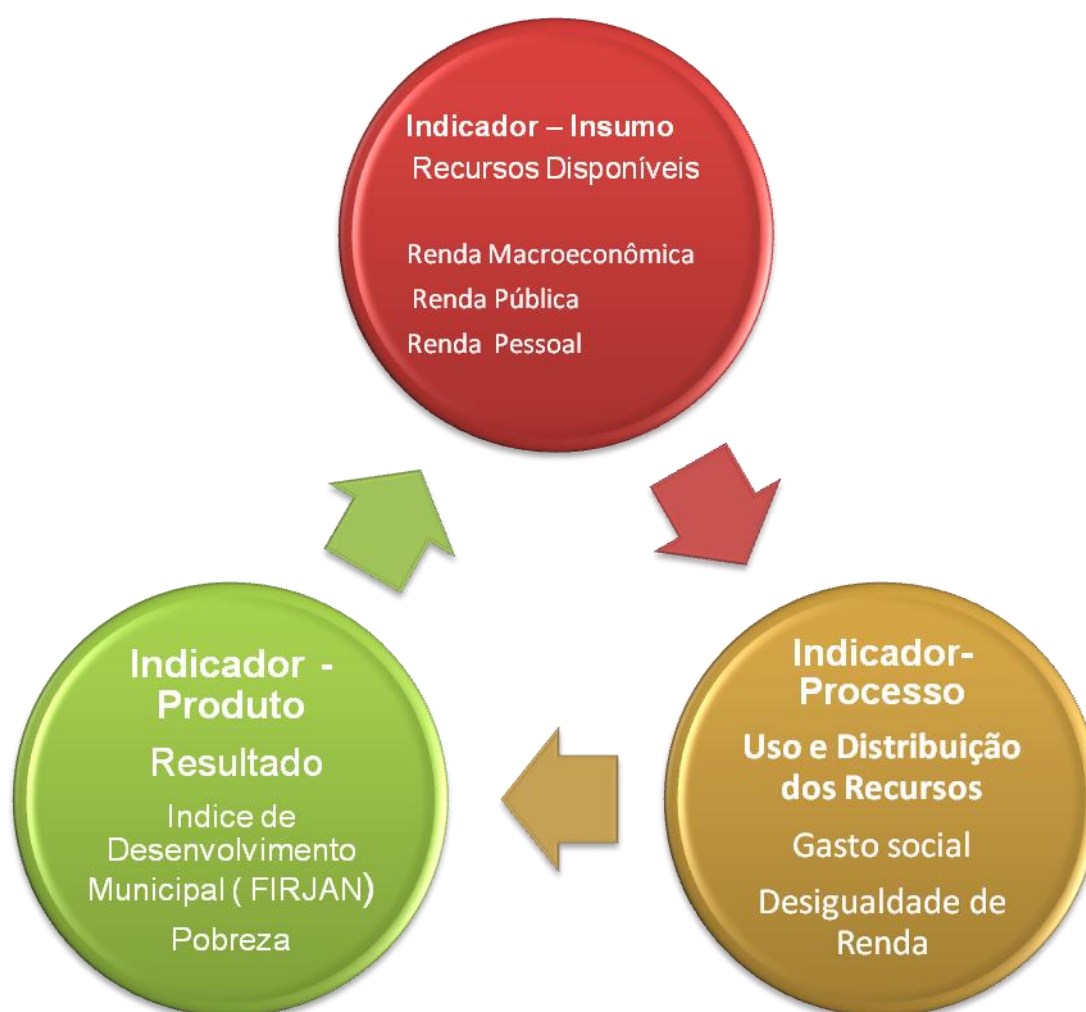 Indicador – Insumo
Recursos Disponíveis
Renda Macroeconômica
Renda Pública
Renda Pessoal
Indicador-
Processo
Uso e Distribuição
dos Recursos
Gasto social
Desigualdade de
Renda
Indicador -
Produto
Resultado
Indice de
Desenvolvimento
Municipal ( FIRJAN)
Pobreza